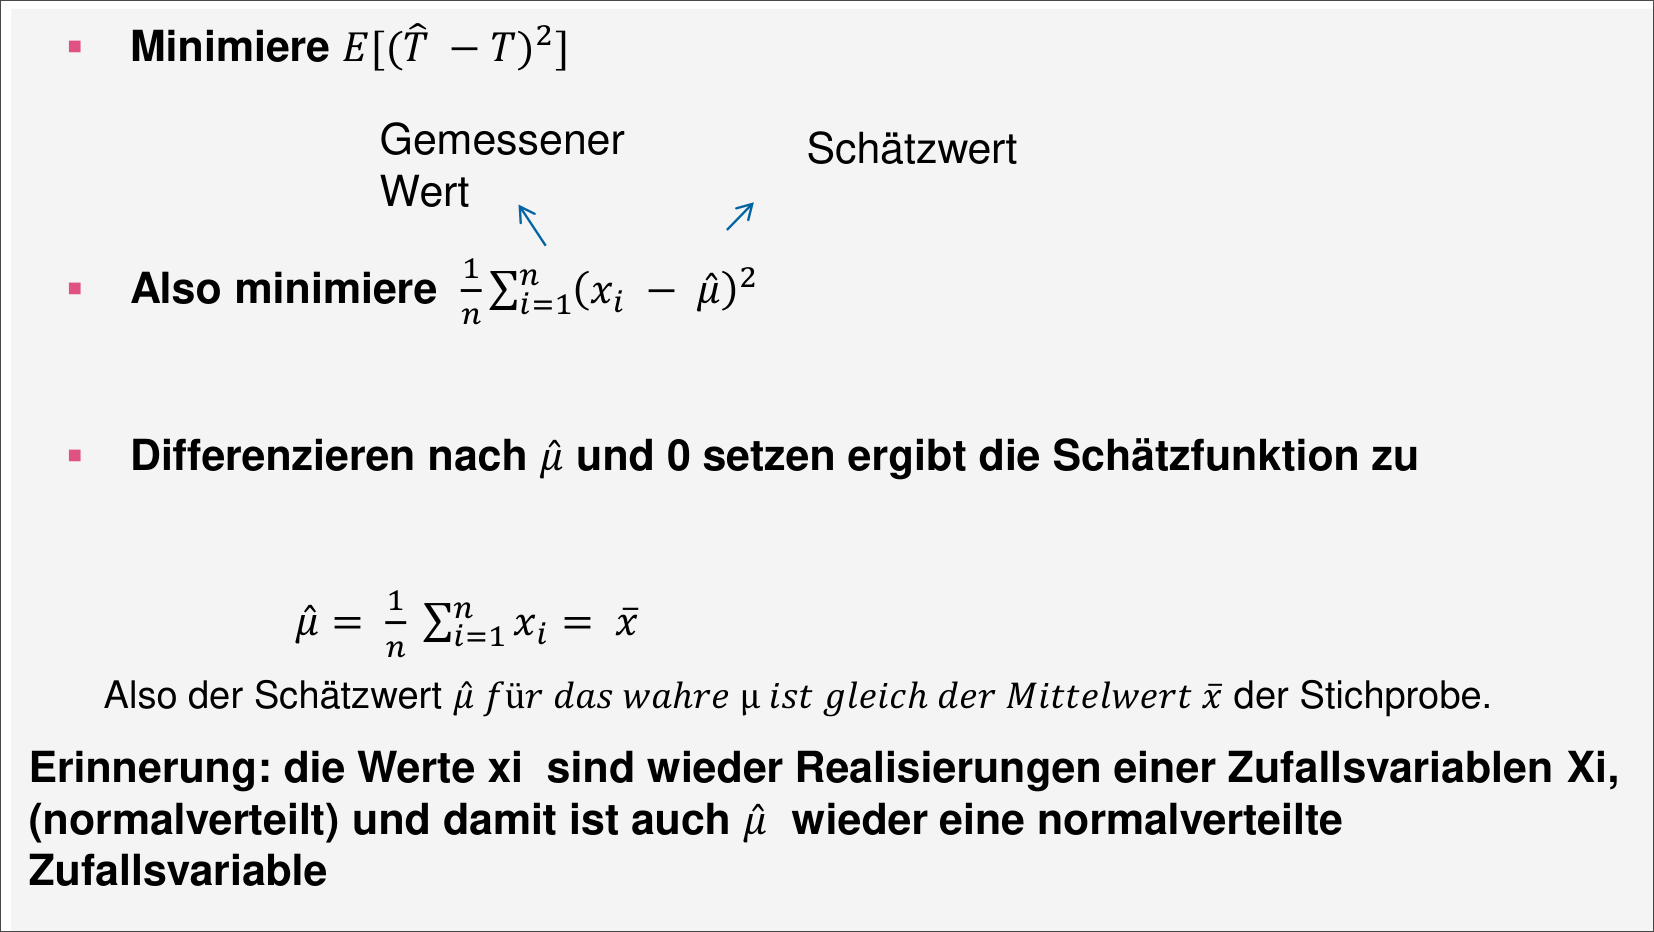 ▪ Minimiere $E[(\hat{T} - T)^2]$
Gemessener
Wert
Schätzwert
▪ Also minimiere $\frac{1}{n}\sum_{i=1}^{n}(x_i - \hat{\mu})^2$
▪ Differenzieren nach $\hat{\mu}$ und 0 setzen ergibt die Schätzfunktion zu
$\hat{\mu} = \frac{1}{n}\sum_{i=1}^{n} x_i = \bar{x}$
Also der Schätzwert $\hat{\mu}$ für das wahre µ ist gleich der Mittelwert $\bar{x}$ der Stichprobe.
Erinnerung: die Werte xi sind wieder Realisierungen einer Zufallsvariablen Xi,
(normalverteilt) und damit ist auch $\hat{\mu}$ wieder eine normalverteilte
Zufallsvariable